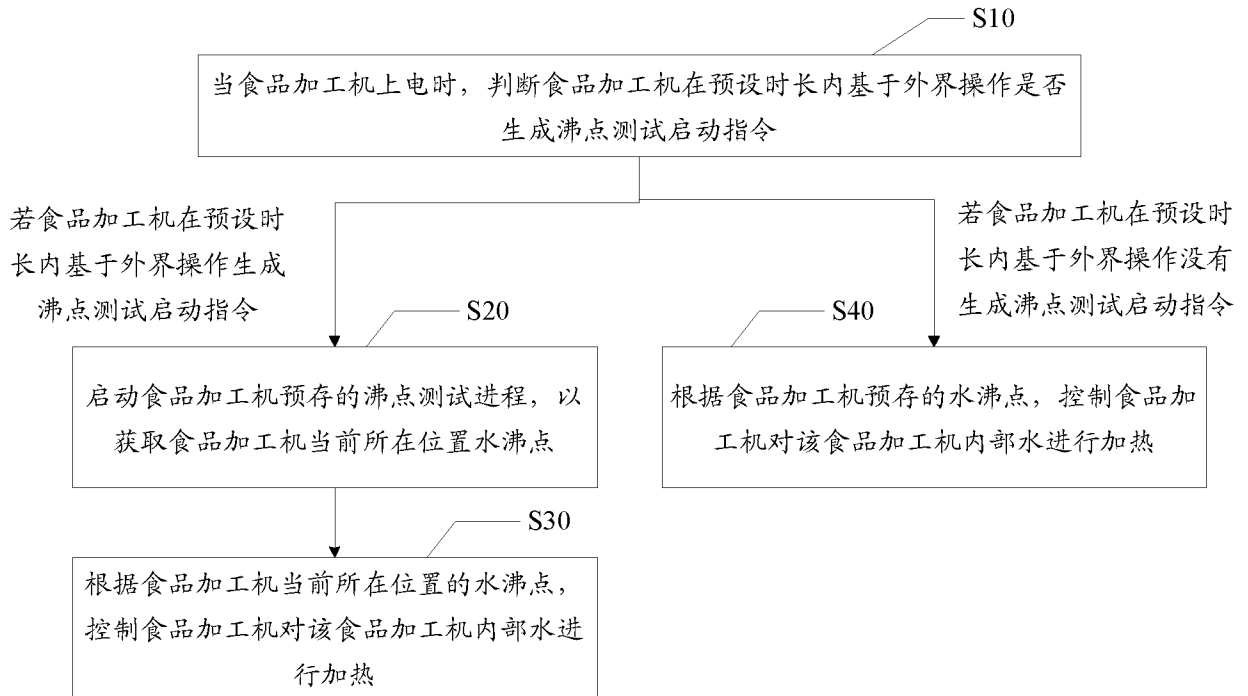 S10
当食品加工机上电时，判断食品加工机在预设时长内基于外界操作是否
生成沸点测试启动指令
若食品加工机在预设时
长内基于外界操作生成
沸点测试启动指令
若食品加工机在预设时
长内基于外界操作没有
生成沸点测试启动指令
S20
启动食品加工机预存的沸点测试进程，以
获取食品加工机当前所在位置水沸点
S40
根据食品加工机预存的水沸点，控制食品加
工机对该食品加工机内部水进行加热
S30
根据食品加工机当前所在位置的水沸点，
控制食品加工机对该食品加工机内部水进
行加热